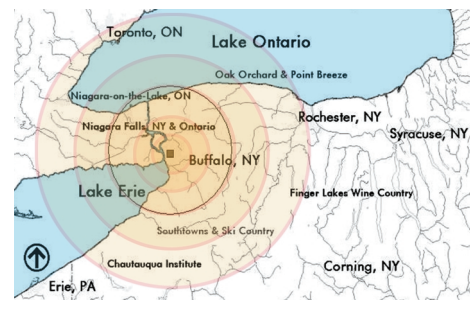 Toronto, ON
Lake Ontario
Oak Orchard & Point Breeze
Niagara-on-the-Lake, ON
Rochester, NY
Niagara Falls, NY & Ontario
Syracuse, NY
Buffalo, NY
Lake Erie
Finger Lakes Wine Country
Southtowns & Ski Country
Chautauqua Institute
Corning, NY
Erie, PA